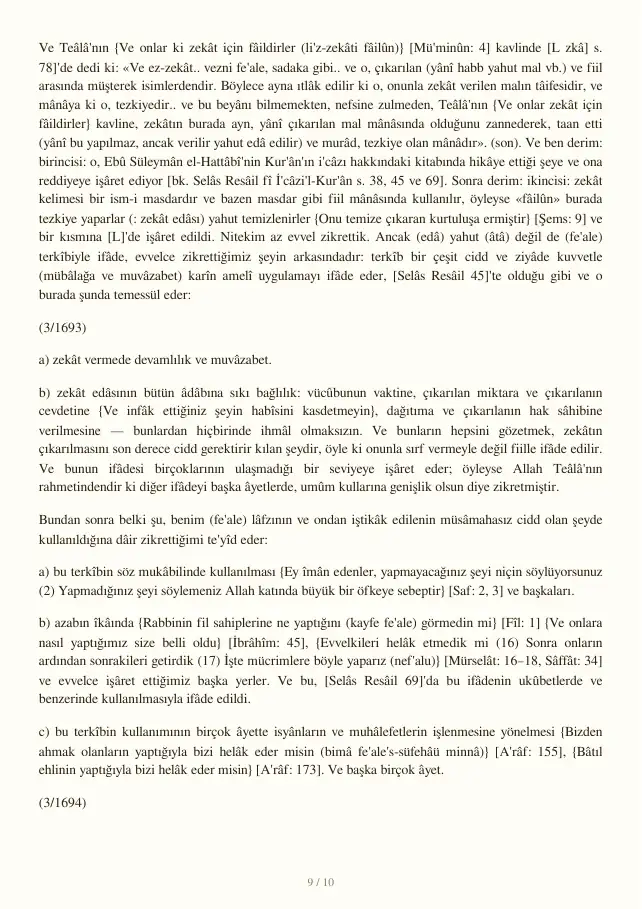 Ve Teâlâ'nın {Ve onlar ki zekât için fâildirler (li'z-zekâti fâilûn)} [Mü'minûn: 4] kavlinde [L zkâ] s.
78]'de dedi ki: «Ve ez-zekât.. vezni fe'ale, sadaka gibi.. ve o, çıkarılan (yânî habb yahut mal vb.) ve fiil
arasında müşterek isimlerdendir. Böylece ayna ıtlâk edilir ki o, onunla zekât verilen malın tâifesidir, ve
mânâya ki o, tezkiyedir.. ve bu beyânı bilmemekten, nefsine zulmeden, Teâlâ'nın {Ve onlar zekât için
fâildirler} kavline, zekâtın burada ayn, yânî çıkarılan mal mânâsında olduğunu zannederek, taan etti
(yânî bu yapılmaz, ancak verilir yahut edâ edilir) ve murâd, tezkiye olan mânâdır». (son). Ve ben derim:
birincisi: o, Ebû Süleymân el-Hattâbî'nin Kur'ân'ın i'câzı hakkındaki kitabında hikâye ettiği şeye ve ona
reddiyeye işâret ediyor [bk. Selâs Resâil fî İ'câzi'l-Kur'ân s. 38, 45 ve 69]. Sonra derim: ikincisi: zekât
kelimesi bir ism-i masdardır ve bazen masdar gibi fiil mânâsında kullanılır, öyleyse «fâilûn» burada
tezkiye yaparlar (: zekât edâsı) yahut temizlenirler {Onu temize çıkaran kurtuluşa ermiştir} [Şems: 9] ve
bir kısmına [L]'de işâret edildi. Nitekim az evvel zikrettik. Ancak (edâ) yahut (âtâ) değil de (fe'ale)
terkîbiyle ifâde, evvelce zikrettiğimiz şeyin arkasındadır: terkîb bir çeşit cidd ve ziyâde kuvvetle
(mübâlağa ve muvâzabet) karîn amelî uygulamayı ifâde eder, [Selâs Resâil 45]'te olduğu gibi ve o
burada şunda temessül eder:
(3/1693)
a) zekât vermede devamlılık ve muvâzabet.
b) zekât edâsının bütün âdâbına sıkı bağlılık: vücûbunun vaktine, çıkarılan miktara ve çıkarılanın
cevdetine {Ve infâk ettiğiniz şeyin habîsini kasdetmeyin}, dağıtıma ve çıkarılanın hak sâhibine
verilmesine — bunlardan hiçbirinde ihmâl olmaksızın. Ve bunların hepsini gözetmek, zekâtın
çıkarılmasını son derece cidd gerektirir kılan şeydir, öyle ki onunla sırf vermeyle değil fiille ifâde edilir.
Ve bunun ifâdesi birçoklarının ulaşmadığı bir seviyeye işâret eder; öyleyse Allah Teâlâ'nın
rahmetindendir ki diğer ifâdeyi başka âyetlerde, umûm kullarına genişlik olsun diye zikretmiştir.
Bundan sonra belki şu, benim (fe'ale) lâfzının ve ondan iştikâk edilenin müsâmahasız cidd olan şeyde
kullanıldığına dâir zikrettiğimi te'yîd eder:
a) bu terkîbin söz mukâbilinde kullanılması {Ey îmân edenler, yapmayacağınız şeyi niçin söylüyorsunuz
(2) Yapmadığınız şeyi söylemeniz Allah katında büyük bir öfkeye sebeptir} [Saf: 2, 3] ve başkaları.
b) azabın îkâında {Rabbinin fil sahiplerine ne yaptığını (kayfe fe'ale) görmedin mi} [Fîl: 1] {Ve onlara
nasıl yaptığımız size belli oldu} [İbrâhîm: 45], {Evvelkileri helâk etmedik mi (16) Sonra onların
ardından sonrakileri getirdik (17) İşte mücrimlere böyle yaparız (nef'alu)} [Mürselât: 16–18, Sâffât: 34]
ve evvelce işâret ettiğimiz başka yerler. Ve bu, [Selâs Resâil 69]'da bu ifâdenin ukûbetlerde ve
benzerinde kullanılmasıyla ifâde edildi.
c) bu terkîbin kullanımının birçok âyette isyânların ve muhâlefetlerin işlenmesine yönelmesi {Bizden
ahmak olanların yaptığıyla bizi helâk eder misin (bimâ fe'ale's-süfehâü minnâ)} [A'râf: 155], {Bâtıl
ehlinin yaptığıyla bizi helâk eder misin} [A'râf: 173]. Ve başka birçok âyet.
(3/1694)
9 / 10